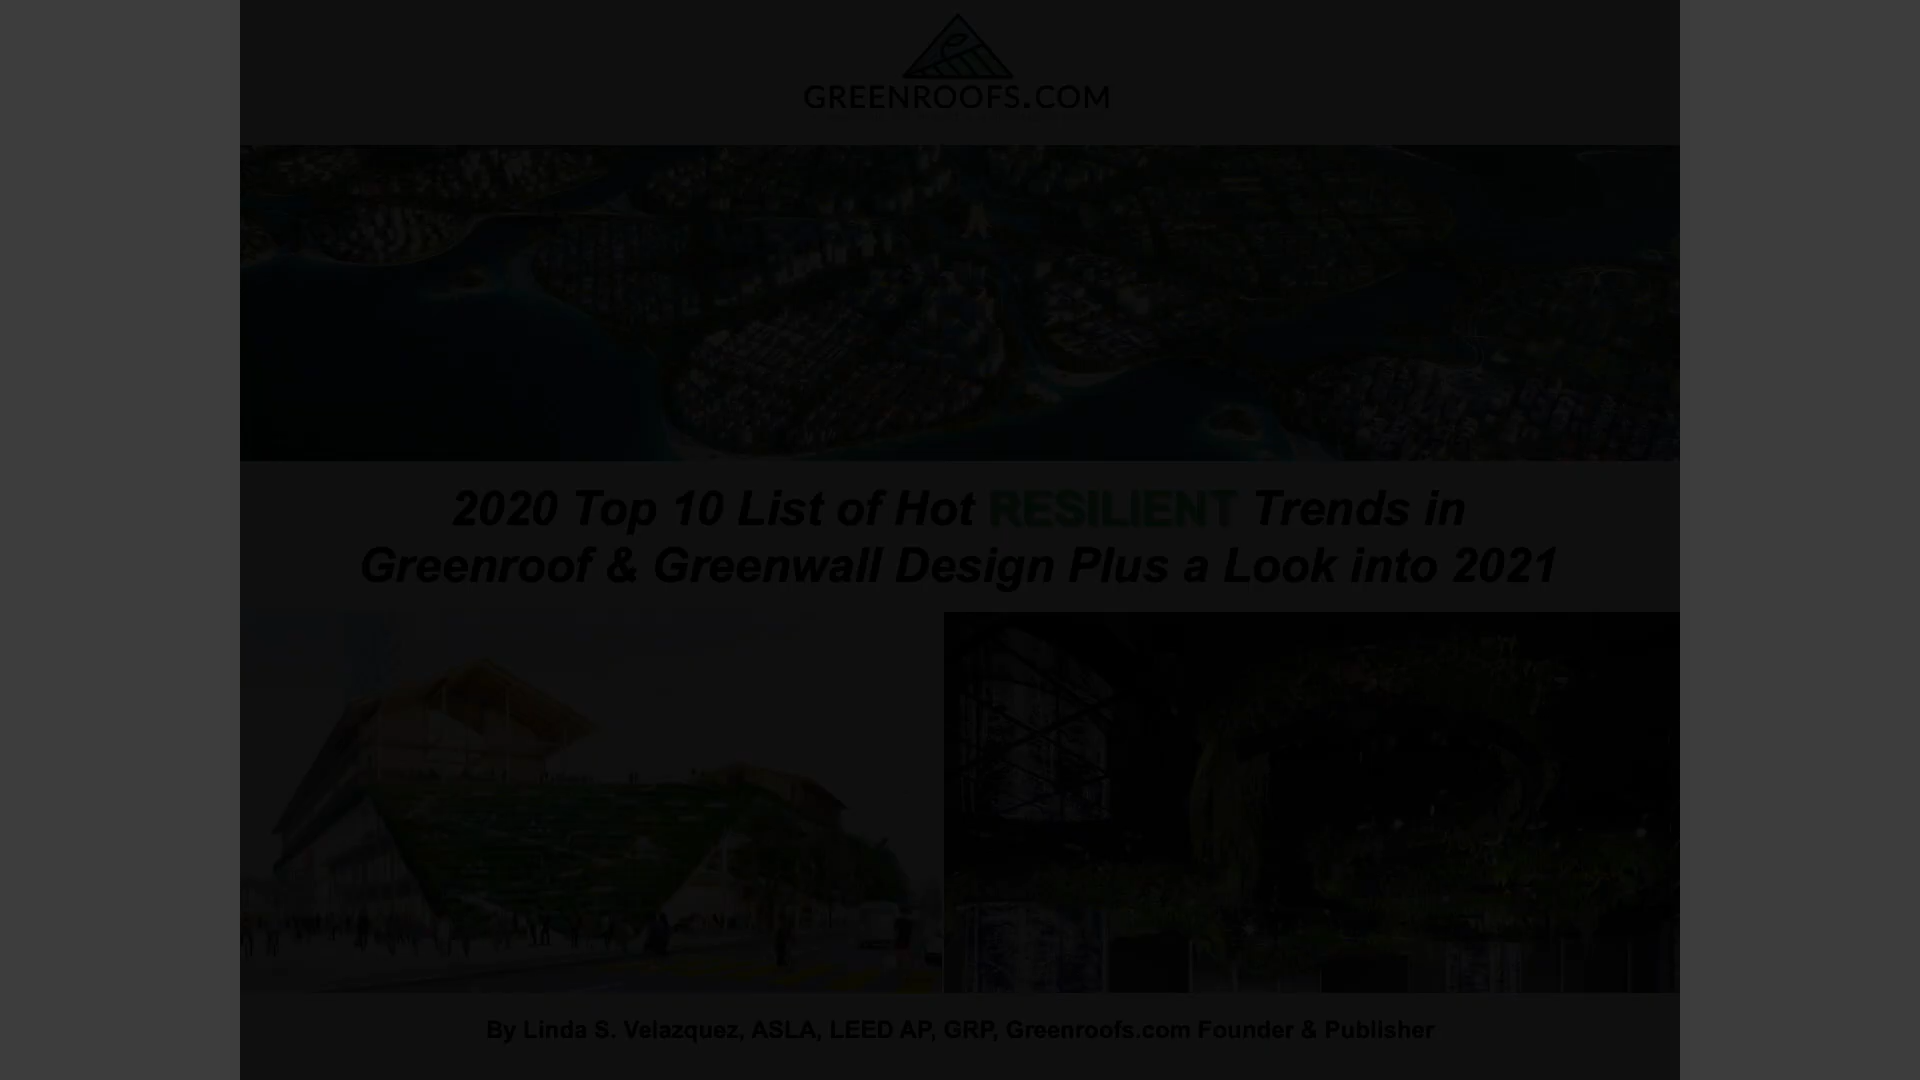 GREENROOFS.COM
2020 Top 10 List of Hot RESILIENT Trends in
Greenroof & Greenwall Design Plus a Look into 2021
By Linda S. Velazquez, ASLA, LEED AP, GRP, Greenroofs.com Founder & Publisher